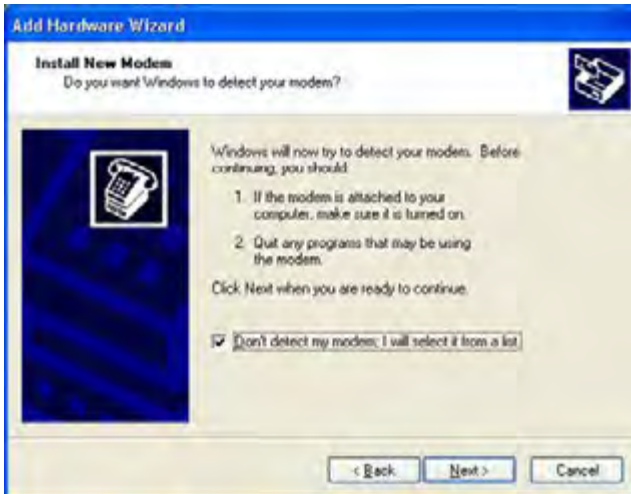 Add Hardware Wizard
Install New Modem
Do you want Windows to detect your modem?
Windows will now try to detect your modem. Before
continuing, you should:
1. If the modem is attached to your
computer, make sure it is turned on.
2. Quit any programs that may be using
the modem.
Click Next when you are ready to continue.
Don't detect my modem; I will select it from a list.
< Back
Next >
Cancel